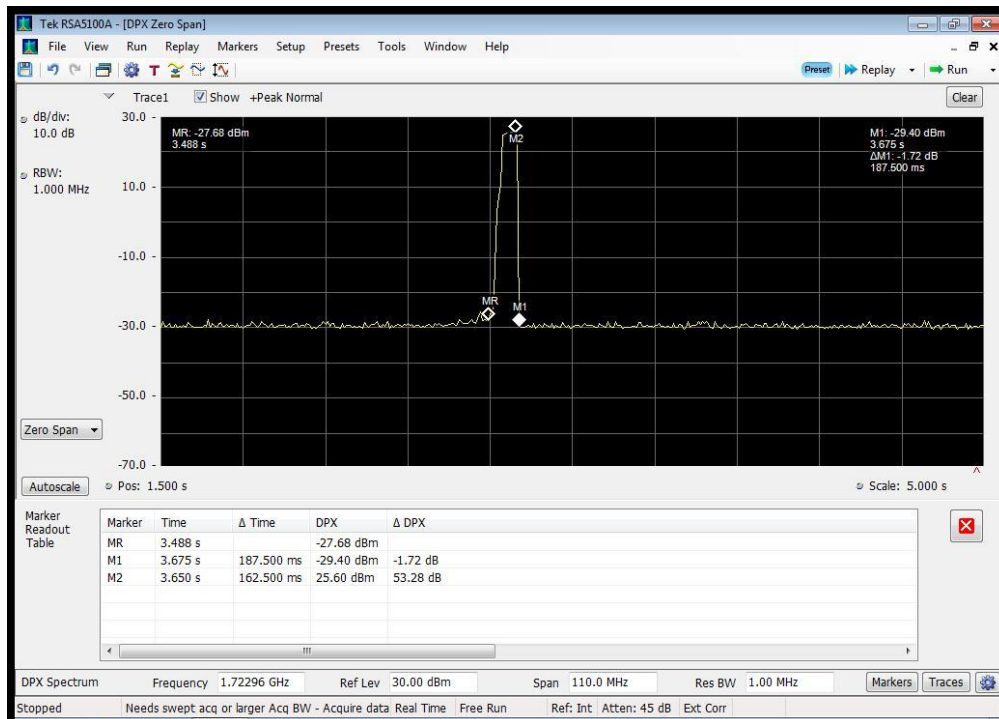 Tek RSA5100A - [DPX Zero Span]
File View Run Replay Markers Setup Presets Tools Window Help
Preset Replay Run
Trace1 Show +Peak Normal Clear
dB/div:
10.0 dB
RBW:
1.000 MHz
30.0
10.0
-10.0
-30.0
-50.0
-70.0
MR: -27.68 dBm
3.488 s
M1: -29.40 dBm
3.675 s
ΔM1: -1.72 dB
187.500 ms
M2
MR
M1
Zero Span
Autoscale Pos: 1.500 s Scale: 5.000 s
Marker
Readout
Table
Marker Time Δ Time DPX Δ DPX
MR 3.488 s -27.68 dBm
M1 3.675 s 187.500 ms -29.40 dBm -1.72 dB
M2 3.650 s 162.500 ms 25.60 dBm 53.28 dB
DPX Spectrum Frequency 1.72296 GHz Ref Lev 30.00 dBm Span 110.0 MHz Res BW 1.00 MHz Markers Traces
Stopped Needs swept acq or larger Acq BW - Acquire data Real Time Free Run Ref: Int Atten: 45 dB Ext Corr